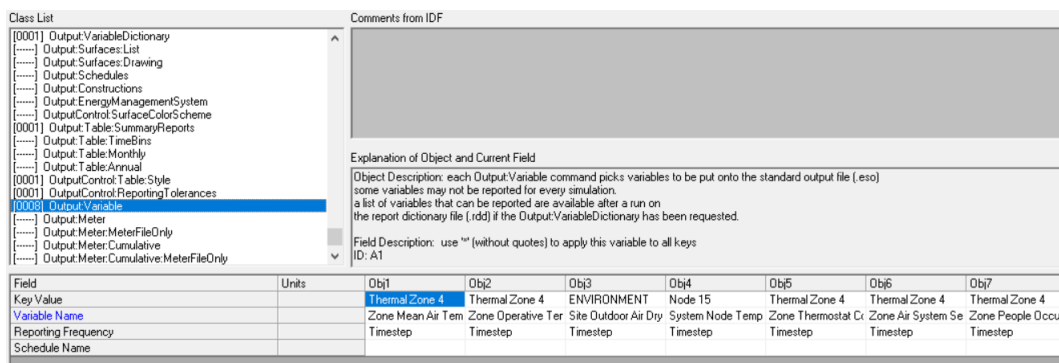 Class List
Comments from IDF
[0001] Output:VariableDictionary
[------] Output:Surfaces:List
[------] Output:Surfaces:Drawing
[------] Output:Schedules
[------] Output:Constructions
[------] Output:EnergyManagementSystem
[------] OutputControl:SurfaceColorScheme
[0001] Output:Table:SummaryReports
[------] Output:Table:TimeBins
[------] Output:Table:Monthly
[------] Output:Table:Annual
[0001] OutputControl:Table:Style
[0001] OutputControl:ReportingTolerances
[0008] Output:Variable
[------] Output:Meter
[------] Output:Meter:MeterFileOnly
[------] Output:Meter:Cumulative
[------] Output:Meter:Cumulative:MeterFileOnly
Explanation of Object and Current Field
Object Description: each Output:Variable command picks variables to be put onto the standard output file (.eso)
some variables may not be reported for every simulation.
a list of variables that can be reported are available after a run on
the report dictionary file (.rdd) if the Output:VariableDictionary has been requested.
Field Description: use '*' (without quotes) to apply this variable to all keys
ID: A1
Field Units Obj1 Obj2 Obj3 Obj4 Obj5 Obj6 Obj7
Key Value Thermal Zone 4 Thermal Zone 4 ENVIRONMENT Node 15 Thermal Zone 4 Thermal Zone 4 Thermal Zone 4
Variable Name Zone Mean Air Tem Zone Operative Ter Site Outdoor Air Dry System Node Temp Zone Thermostat Co Zone Air System Se Zone People Occu
Reporting Frequency Timestep Timestep Timestep Timestep Timestep Timestep Timestep
Schedule Name